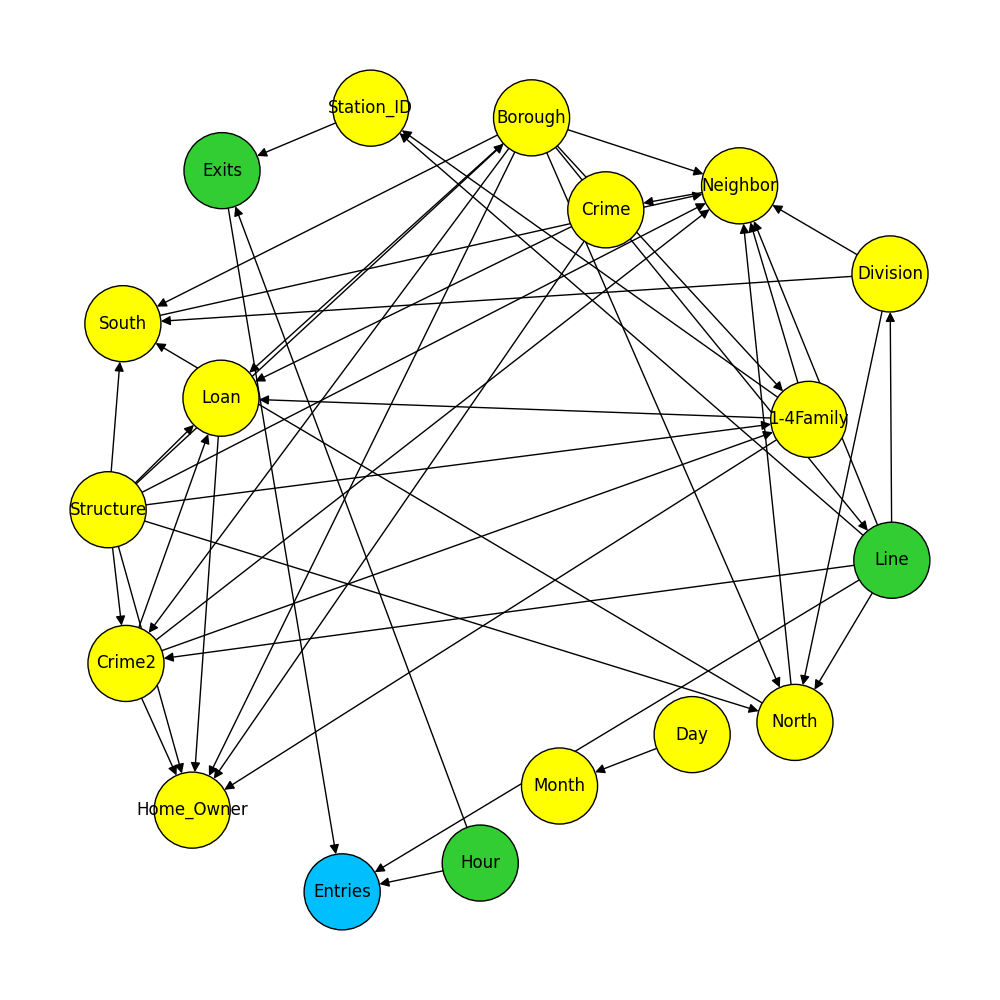 Station_ID
Borough
Exits
Neighbor
Crime
Division
South
Loan
1-4Family
Structure
Line
Crime2
North
Day
Month
Home_Owner
Hour
Entries